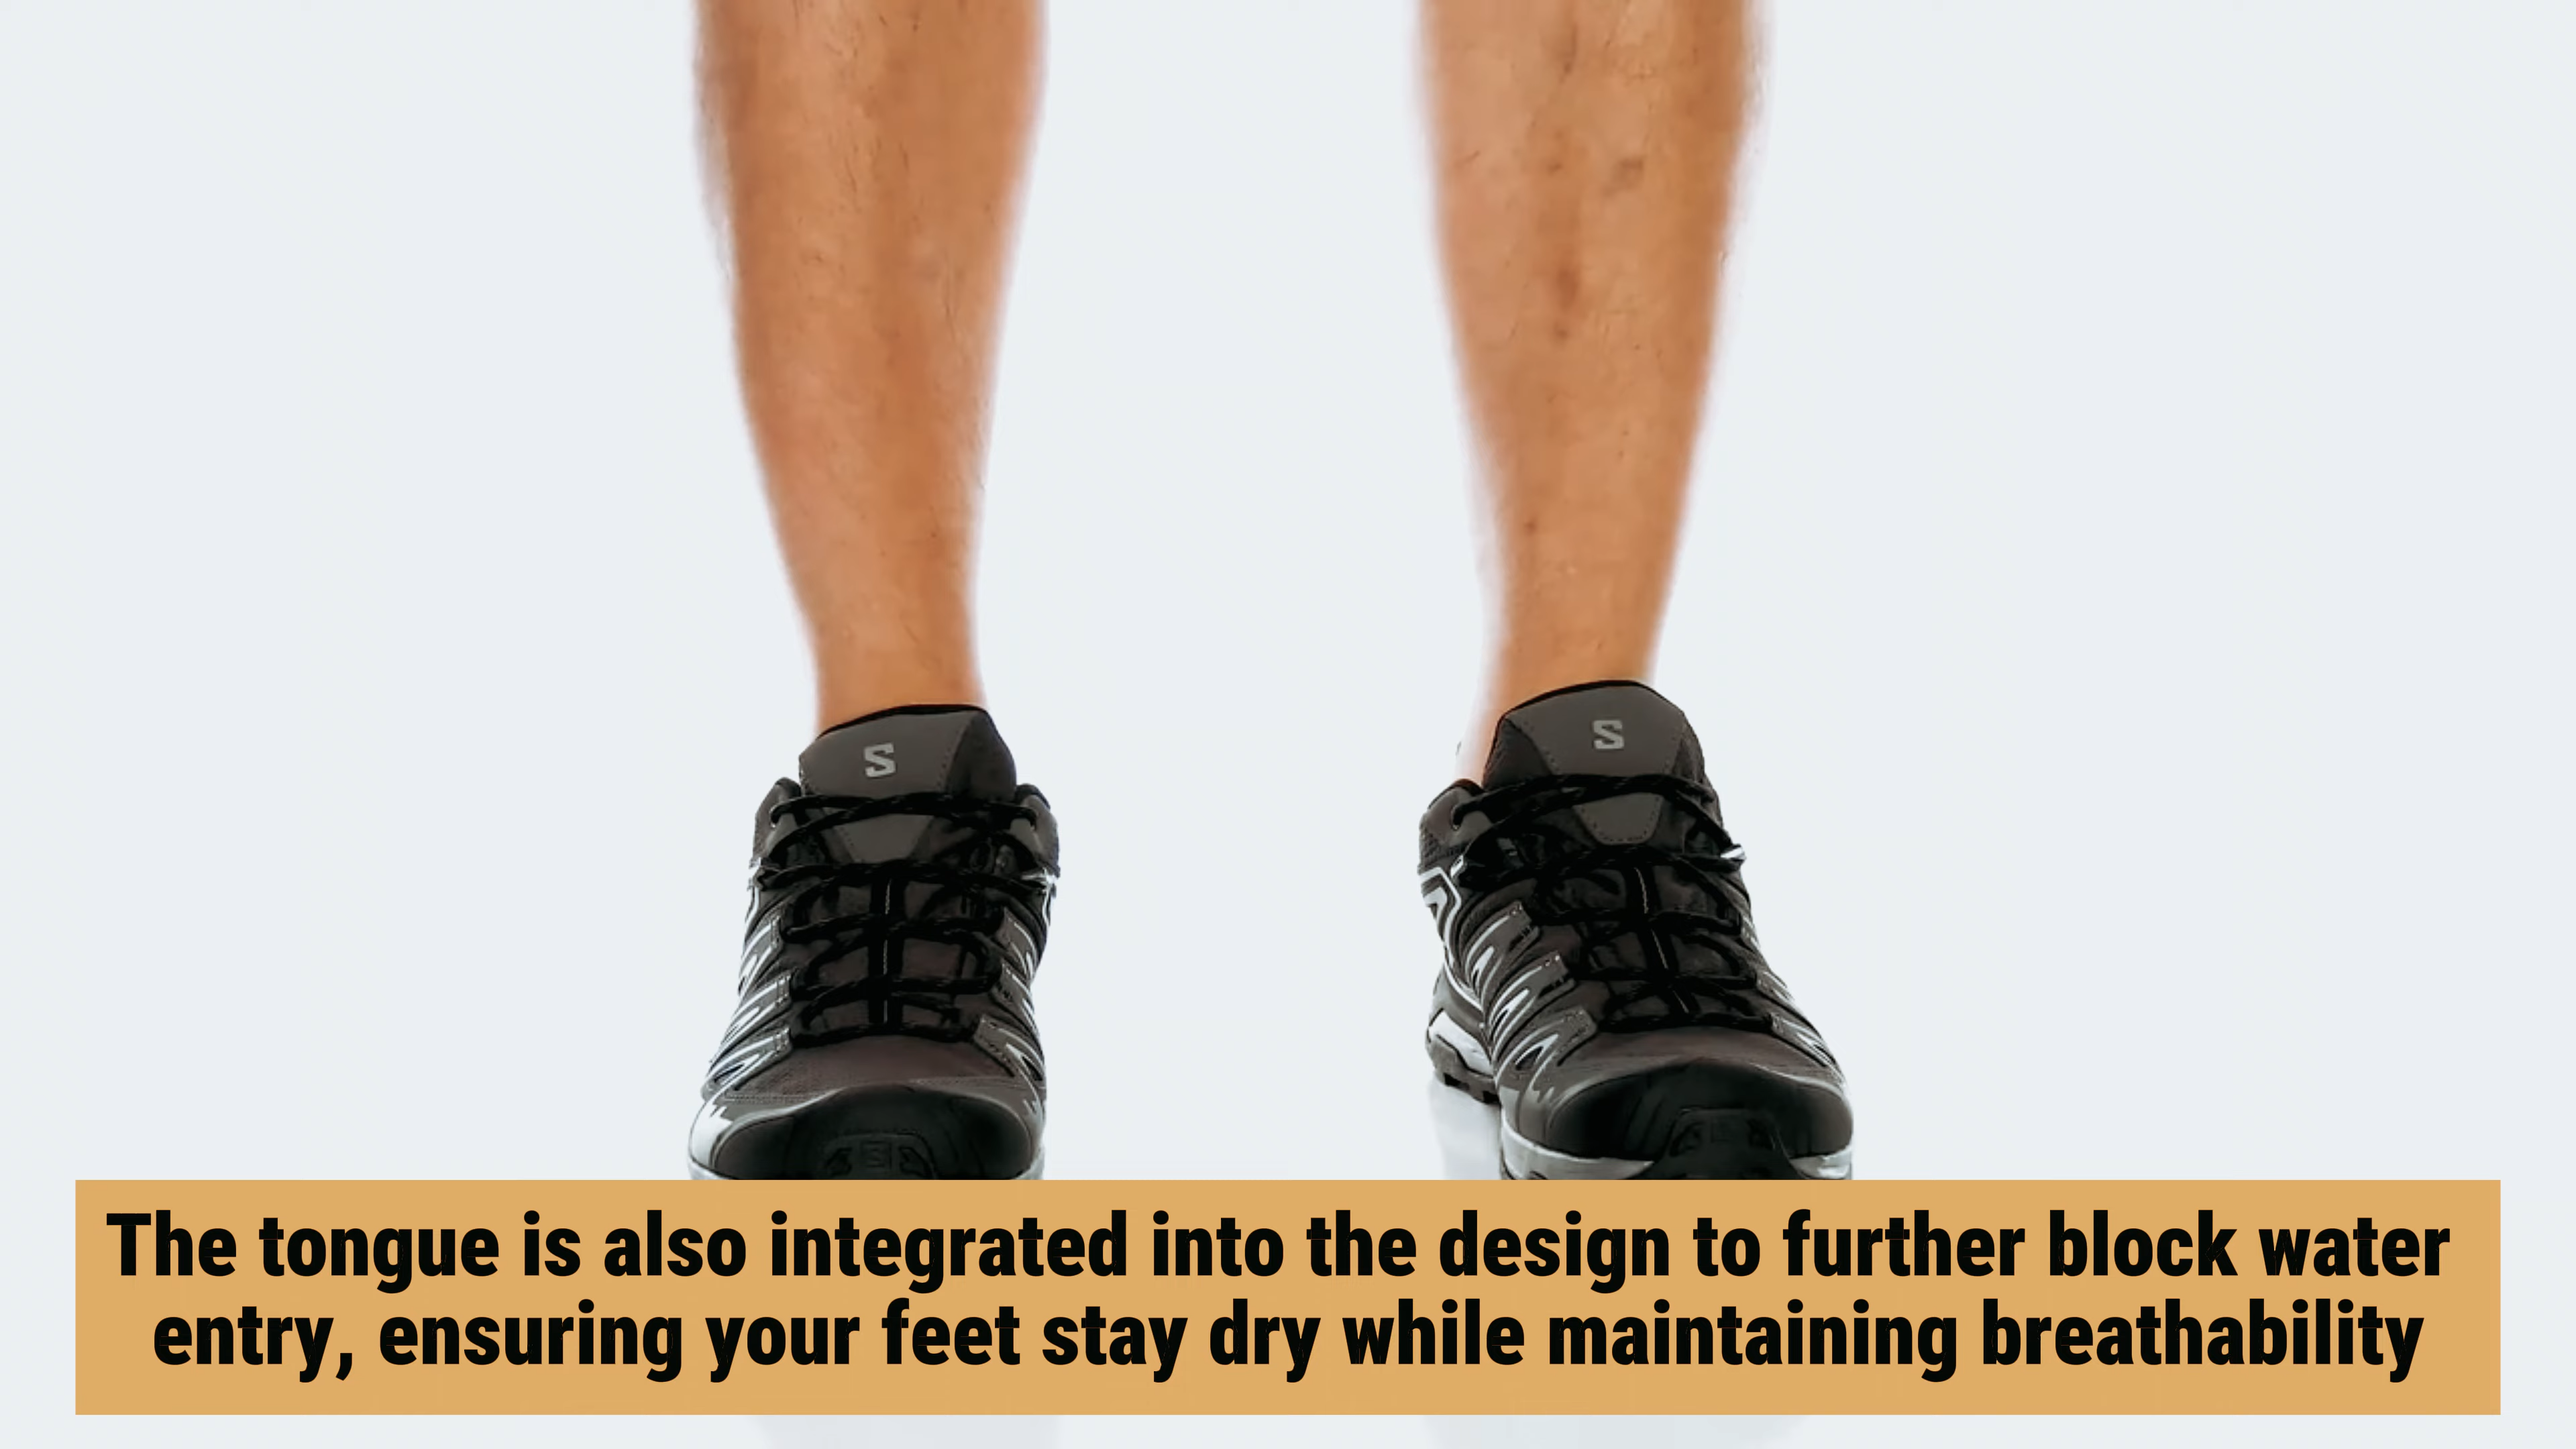 S
S
The tongue is also integrated into the design to further block water
entry, ensuring your feet stay dry while maintaining breathability